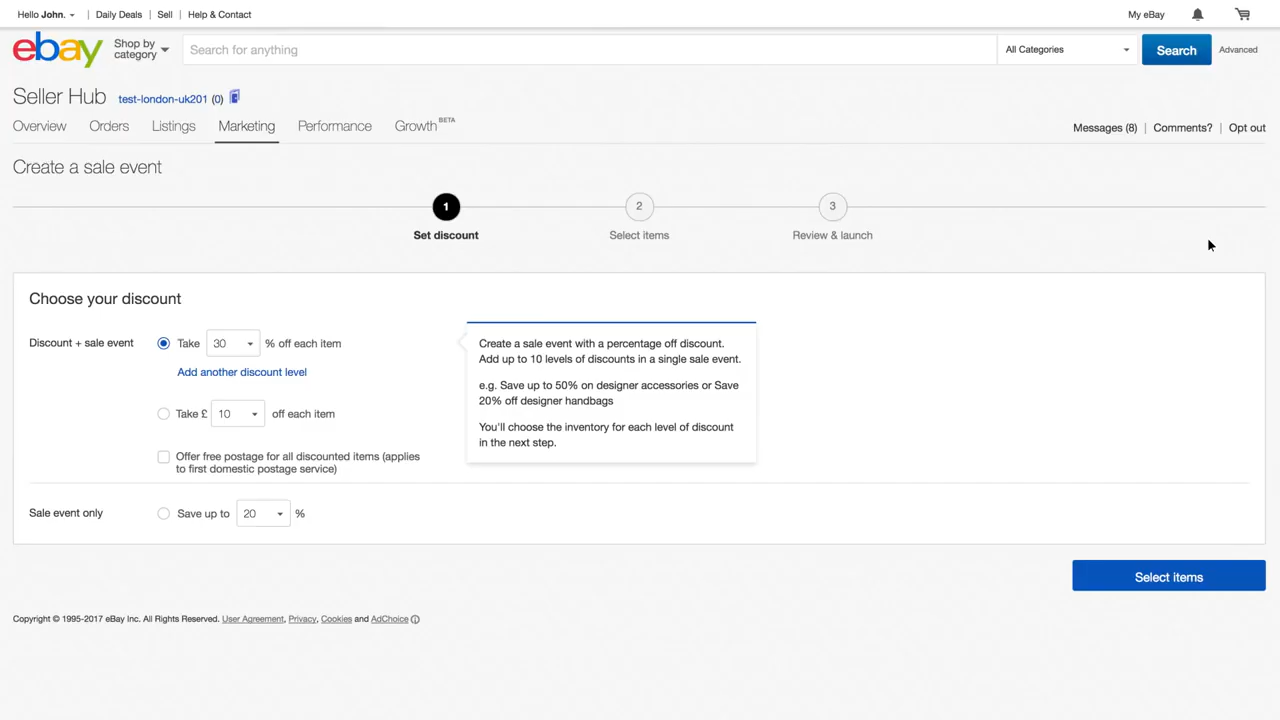 Hello John. | Daily Deals | Sell | Help & Contact My eBay
ebay Shop by category Search for anything All Categories Search Advanced
Seller Hub test-london-uk201 (0)
Overview Orders Listings Marketing Performance Growth BETA Messages (8) | Comments? | Opt out
Create a sale event
1 2 3
Set discount Select items Review & launch
Choose your discount
Discount + sale event Take 30 % off each item
Add another discount level
Take £ 10 off each item
Offer free postage for all discounted items (applies
to first domestic postage service)
Create a sale event with a percentage off discount.
Add up to 10 levels of discounts in a single sale event.
e.g. Save up to 50% on designer accessories or Save
20% off designer handbags
You'll choose the inventory for each level of discount
in the next step.
Sale event only Save up to 20 %
Select items
Copyright © 1995-2017 eBay Inc. All Rights Reserved. User Agreement, Privacy, Cookies and AdChoice